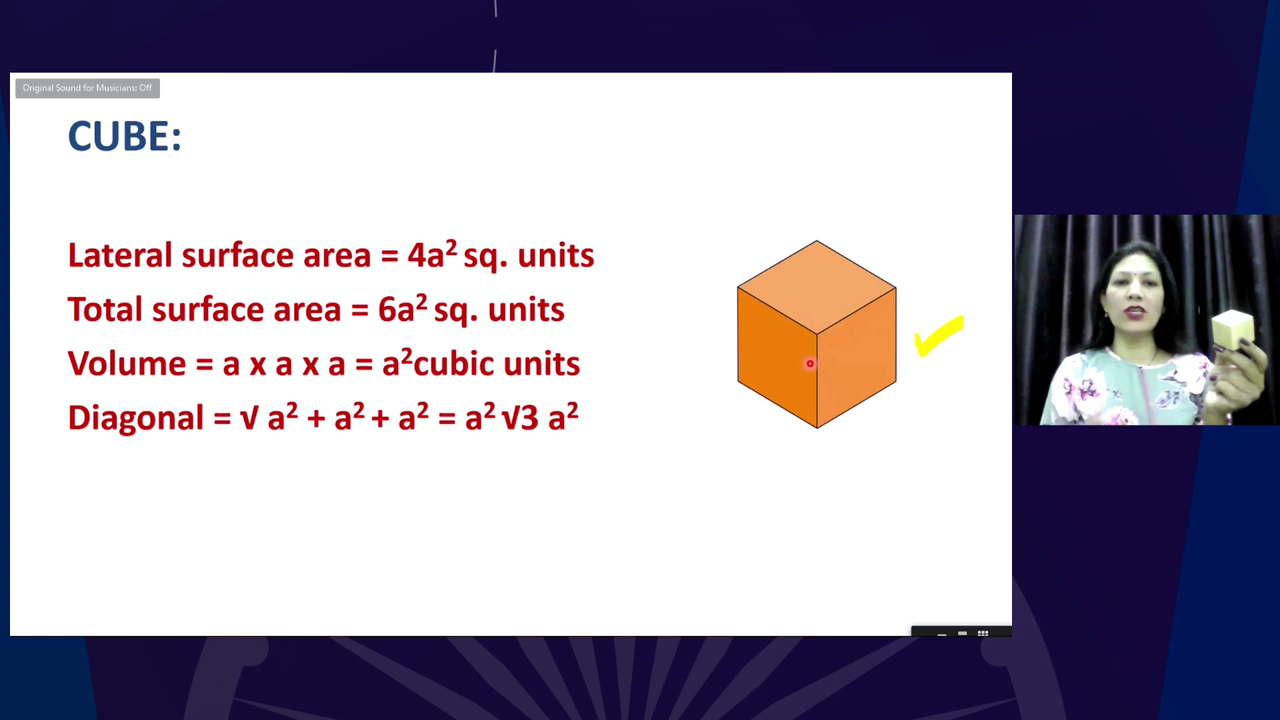 Original Sound for Musicians: Off
CUBE:
Lateral surface area = 4a² sq. units
Total surface area = 6a² sq. units
Volume = a x a x a = a²cubic units
Diagonal = √ a² + a² + a² = a² √3 a²